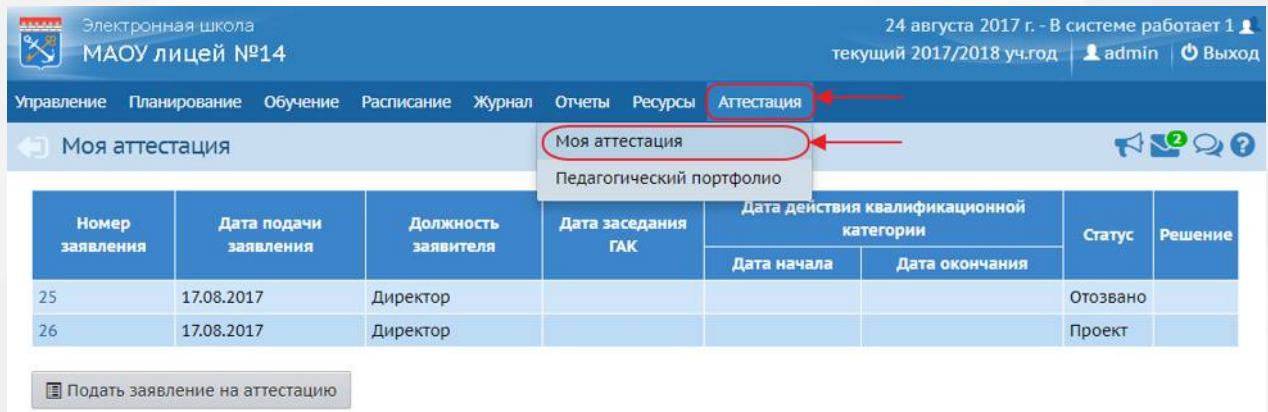 Электронная школа
МАОУ лицей №14
24 августа 2017 г. - В системе работает 1
текущий 2017/2018 уч.год admin Выход
Управление Планирование Обучение Расписание Журнал Отчеты Ресурсы Аттестация
Моя аттестация
2
Моя аттестация
Педагогический портфолио
Номер
заявления
Дата подачи
заявления
Должность
заявителя
Дата заседания
ГАК
Дата действия квалификационной
категории
Дата начала Дата окончания
Статус
Решение
25 17.08.2017 Директор Отозвано
26 17.08.2017 Директор Проект
Подать заявление на аттестацию